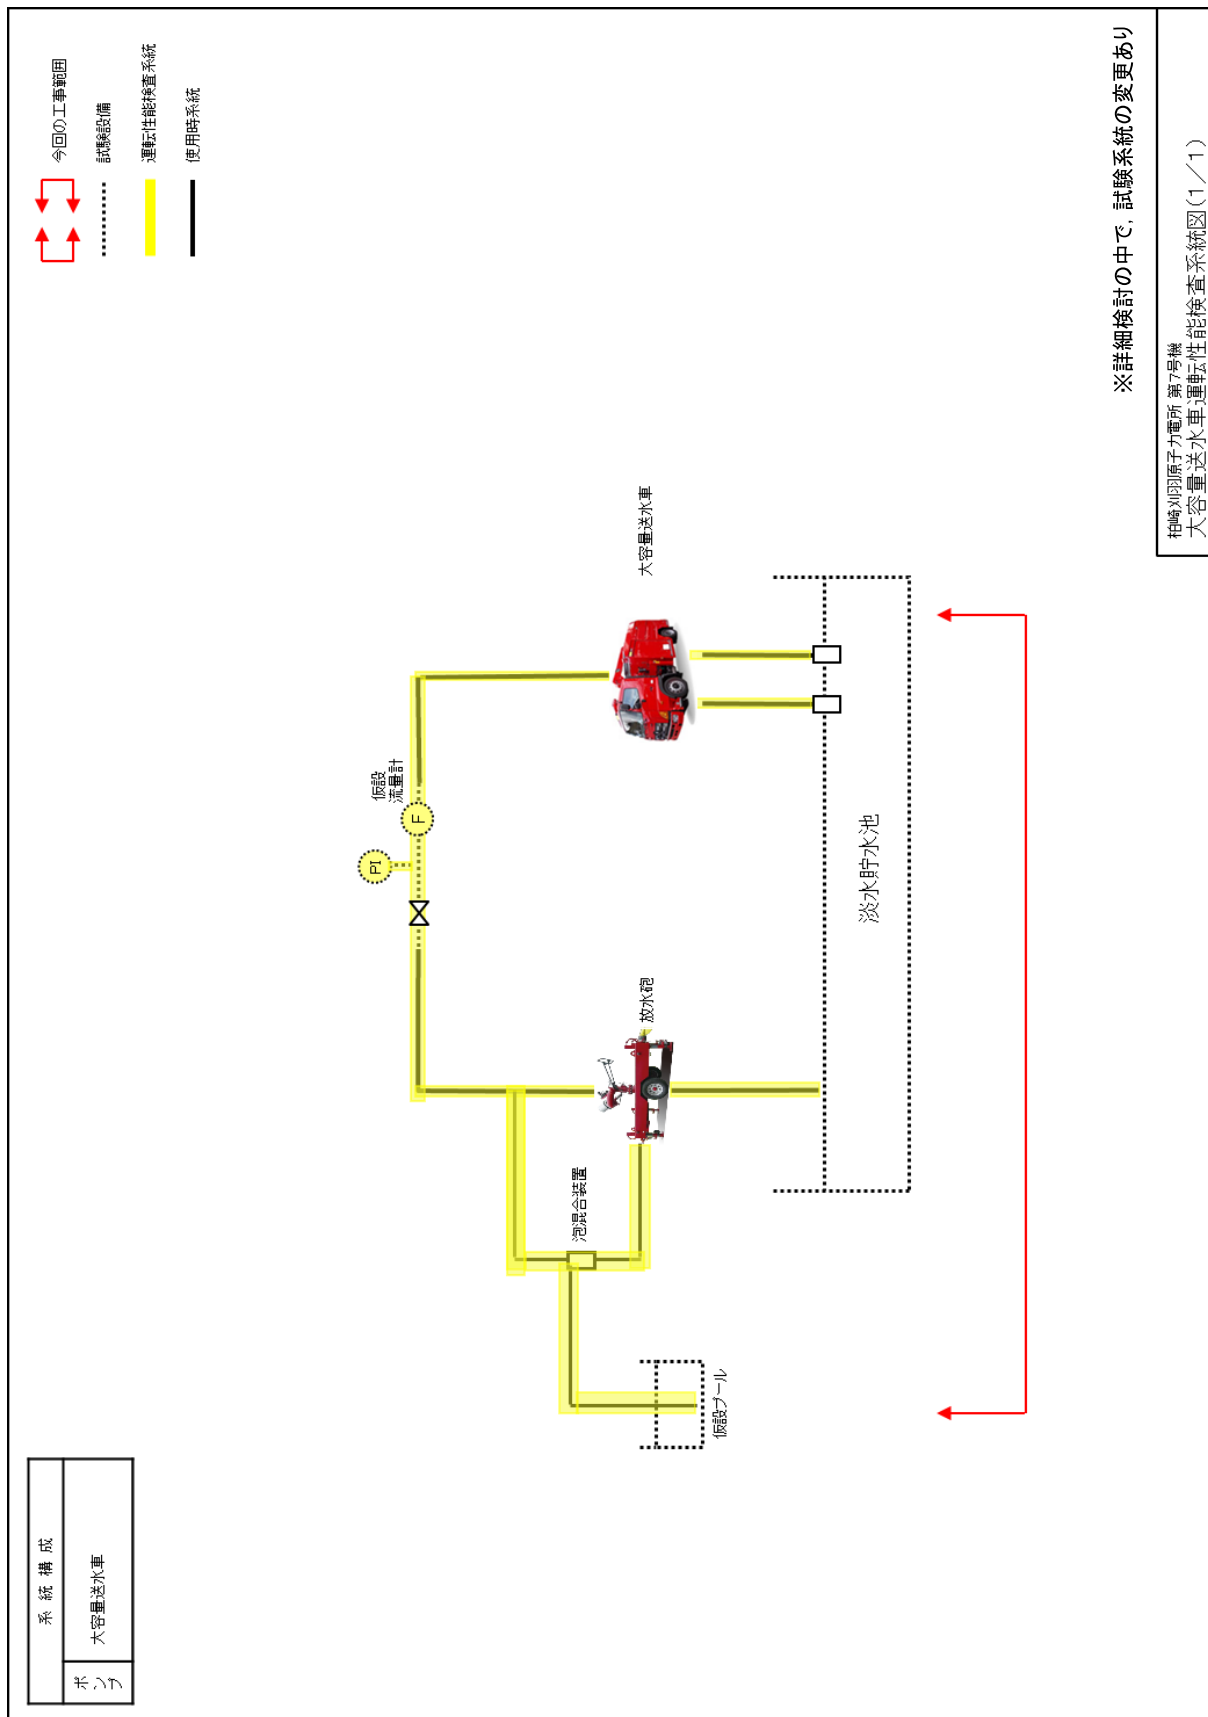 系統構成
ポンプ
大容量送水車
今回の工事範囲
試験設備
運転性能検査系統
使用時系統
仮設
流量計
PI
F
大容量送水車
放水砲
泡混合装置
仮設プール
淡水貯水池
※詳細検討の中で,試験系統の変更あり
柏崎刈羽原子力発電所 第7号機
大容量送水車運転性能検査系統図(1/1)